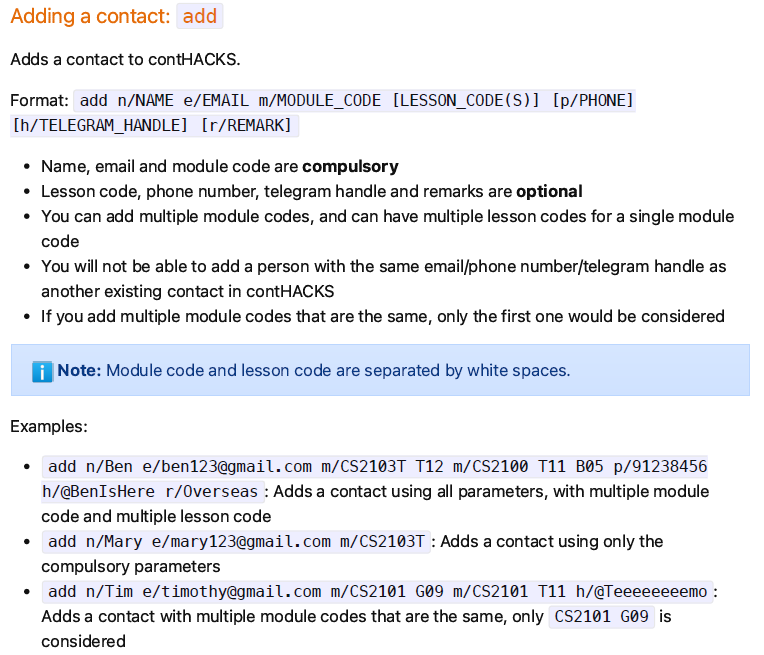 Adding a contact: add
Adds a contact to contHACKS.
Format: add n/NAME e/EMAIL m/MODULE_CODE [LESSON_CODE(S)] [p/PHONE]
[h/TELEGRAM_HANDLE] [r/REMARK]
• Name, email and module code are compulsory
• Lesson code, phone number, telegram handle and remarks are optional
• You can add multiple module codes, and can have multiple lesson codes for a single module
code
• You will not be able to add a person with the same email/phone number/telegram handle as
another existing contact in contHACKS
• If you add multiple module codes that are the same, only the first one would be considered
ℹ️ Note: Module code and lesson code are separated by white spaces.
Examples:
• add n/Ben e/ben123@gmail.com m/CS2103T T12 m/CS2100 T11 B05 p/91238456
h/@BenIsHere r/Overseas: Adds a contact using all parameters, with multiple module
code and multiple lesson code
• add n/Mary e/mary123@gmail.com m/CS2103T: Adds a contact using only the
compulsory parameters
• add n/Tim e/timothy@gmail.com m/CS2101 G09 m/CS2101 T11 h/@Teeeeeeeemo:
Adds a contact with multiple module codes that are the same, only CS2101 G09 is
considered